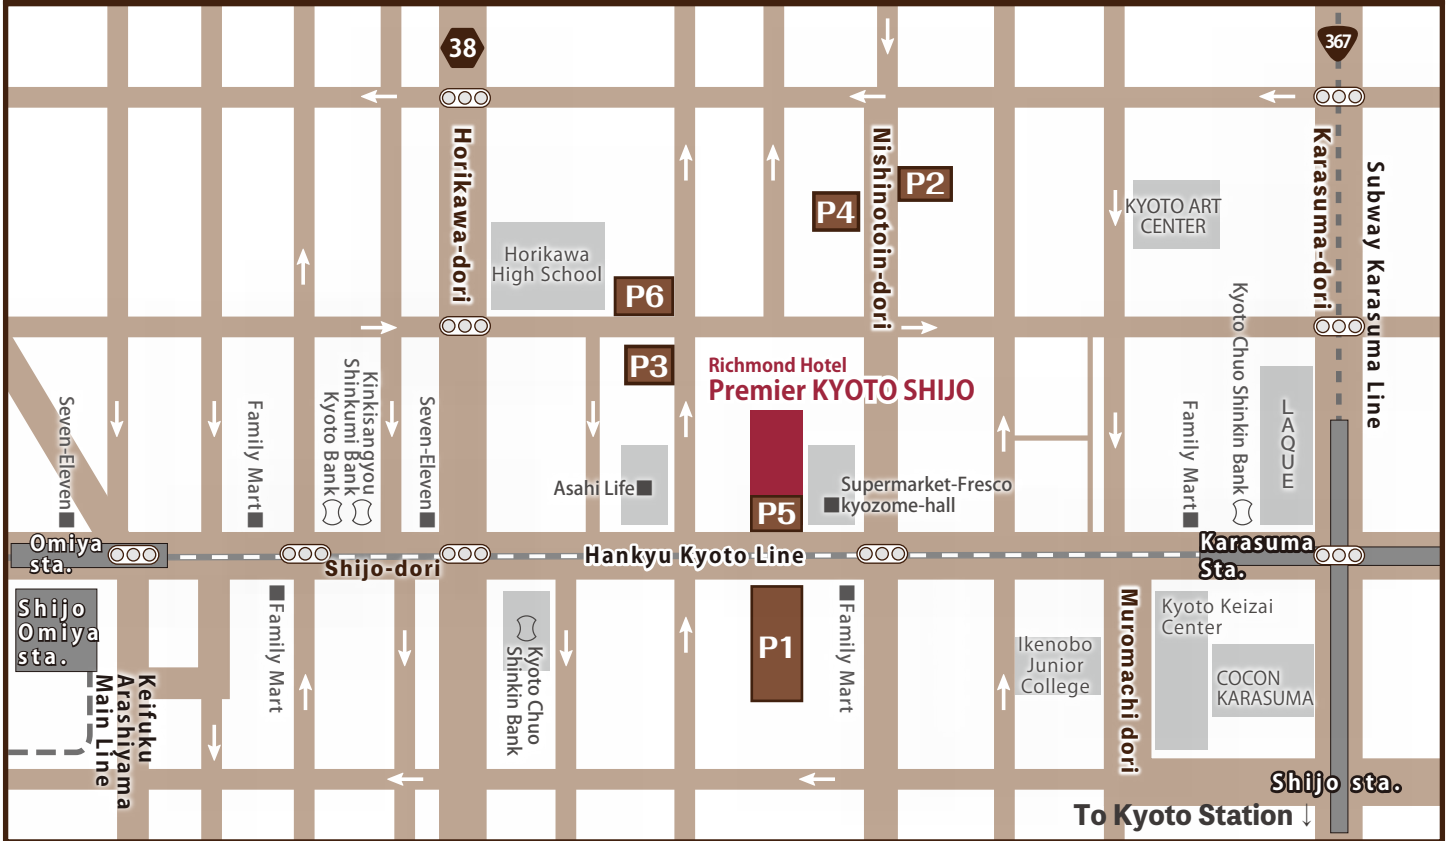 38
367
Horikawa-dori
Nishinotoin-dori
Karasuma-dori
Subway Karasuma Line
P2
P4
KYOTO ART
CENTER
Horikawa
High School
P6
P3
Richmond Hotel
Premier KYOTO SHIJO
Seven-Eleven
Family Mart
Kinkisangyou
Shinkumi Bank
Kyoto Bank
Seven-Eleven
Asahi Life
P5
Supermarket-Fresco
kyozome-hall
Family Mart
Kyoto Chuo Shinkin Bank
LAQUE
Omiya
sta.
Shijo-dori
Hankyu Kyoto Line
Karasuma
Sta.
Shijo
Omiya
sta.
Keifuku
Arashiyama
Main Line
Family Mart
Kyoto Chuo
Shinkin Bank
P1
Family Mart
Ikenobo
Junior
College
Muromachi dori
Kyoto Keizai
Center
COCON
KARASUMA
Shijo sta.
To Kyoto Station ↓